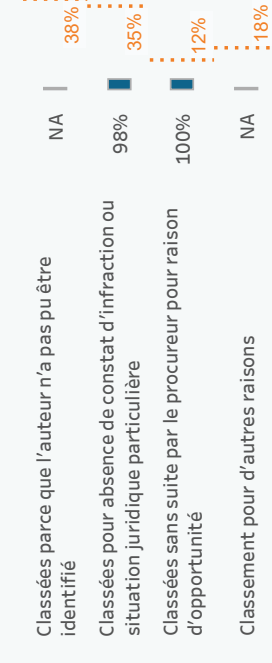 Classées parce que l'auteur n'a pas pu être
identifié
NA
38%
Classées pour absence de constat d'infraction ou
situation juridique particulière
98%
35%
Classées sans suite par le procureur pour raison
d'opportunité
100%
12%
Classement pour d'autres raisons
NA
18%